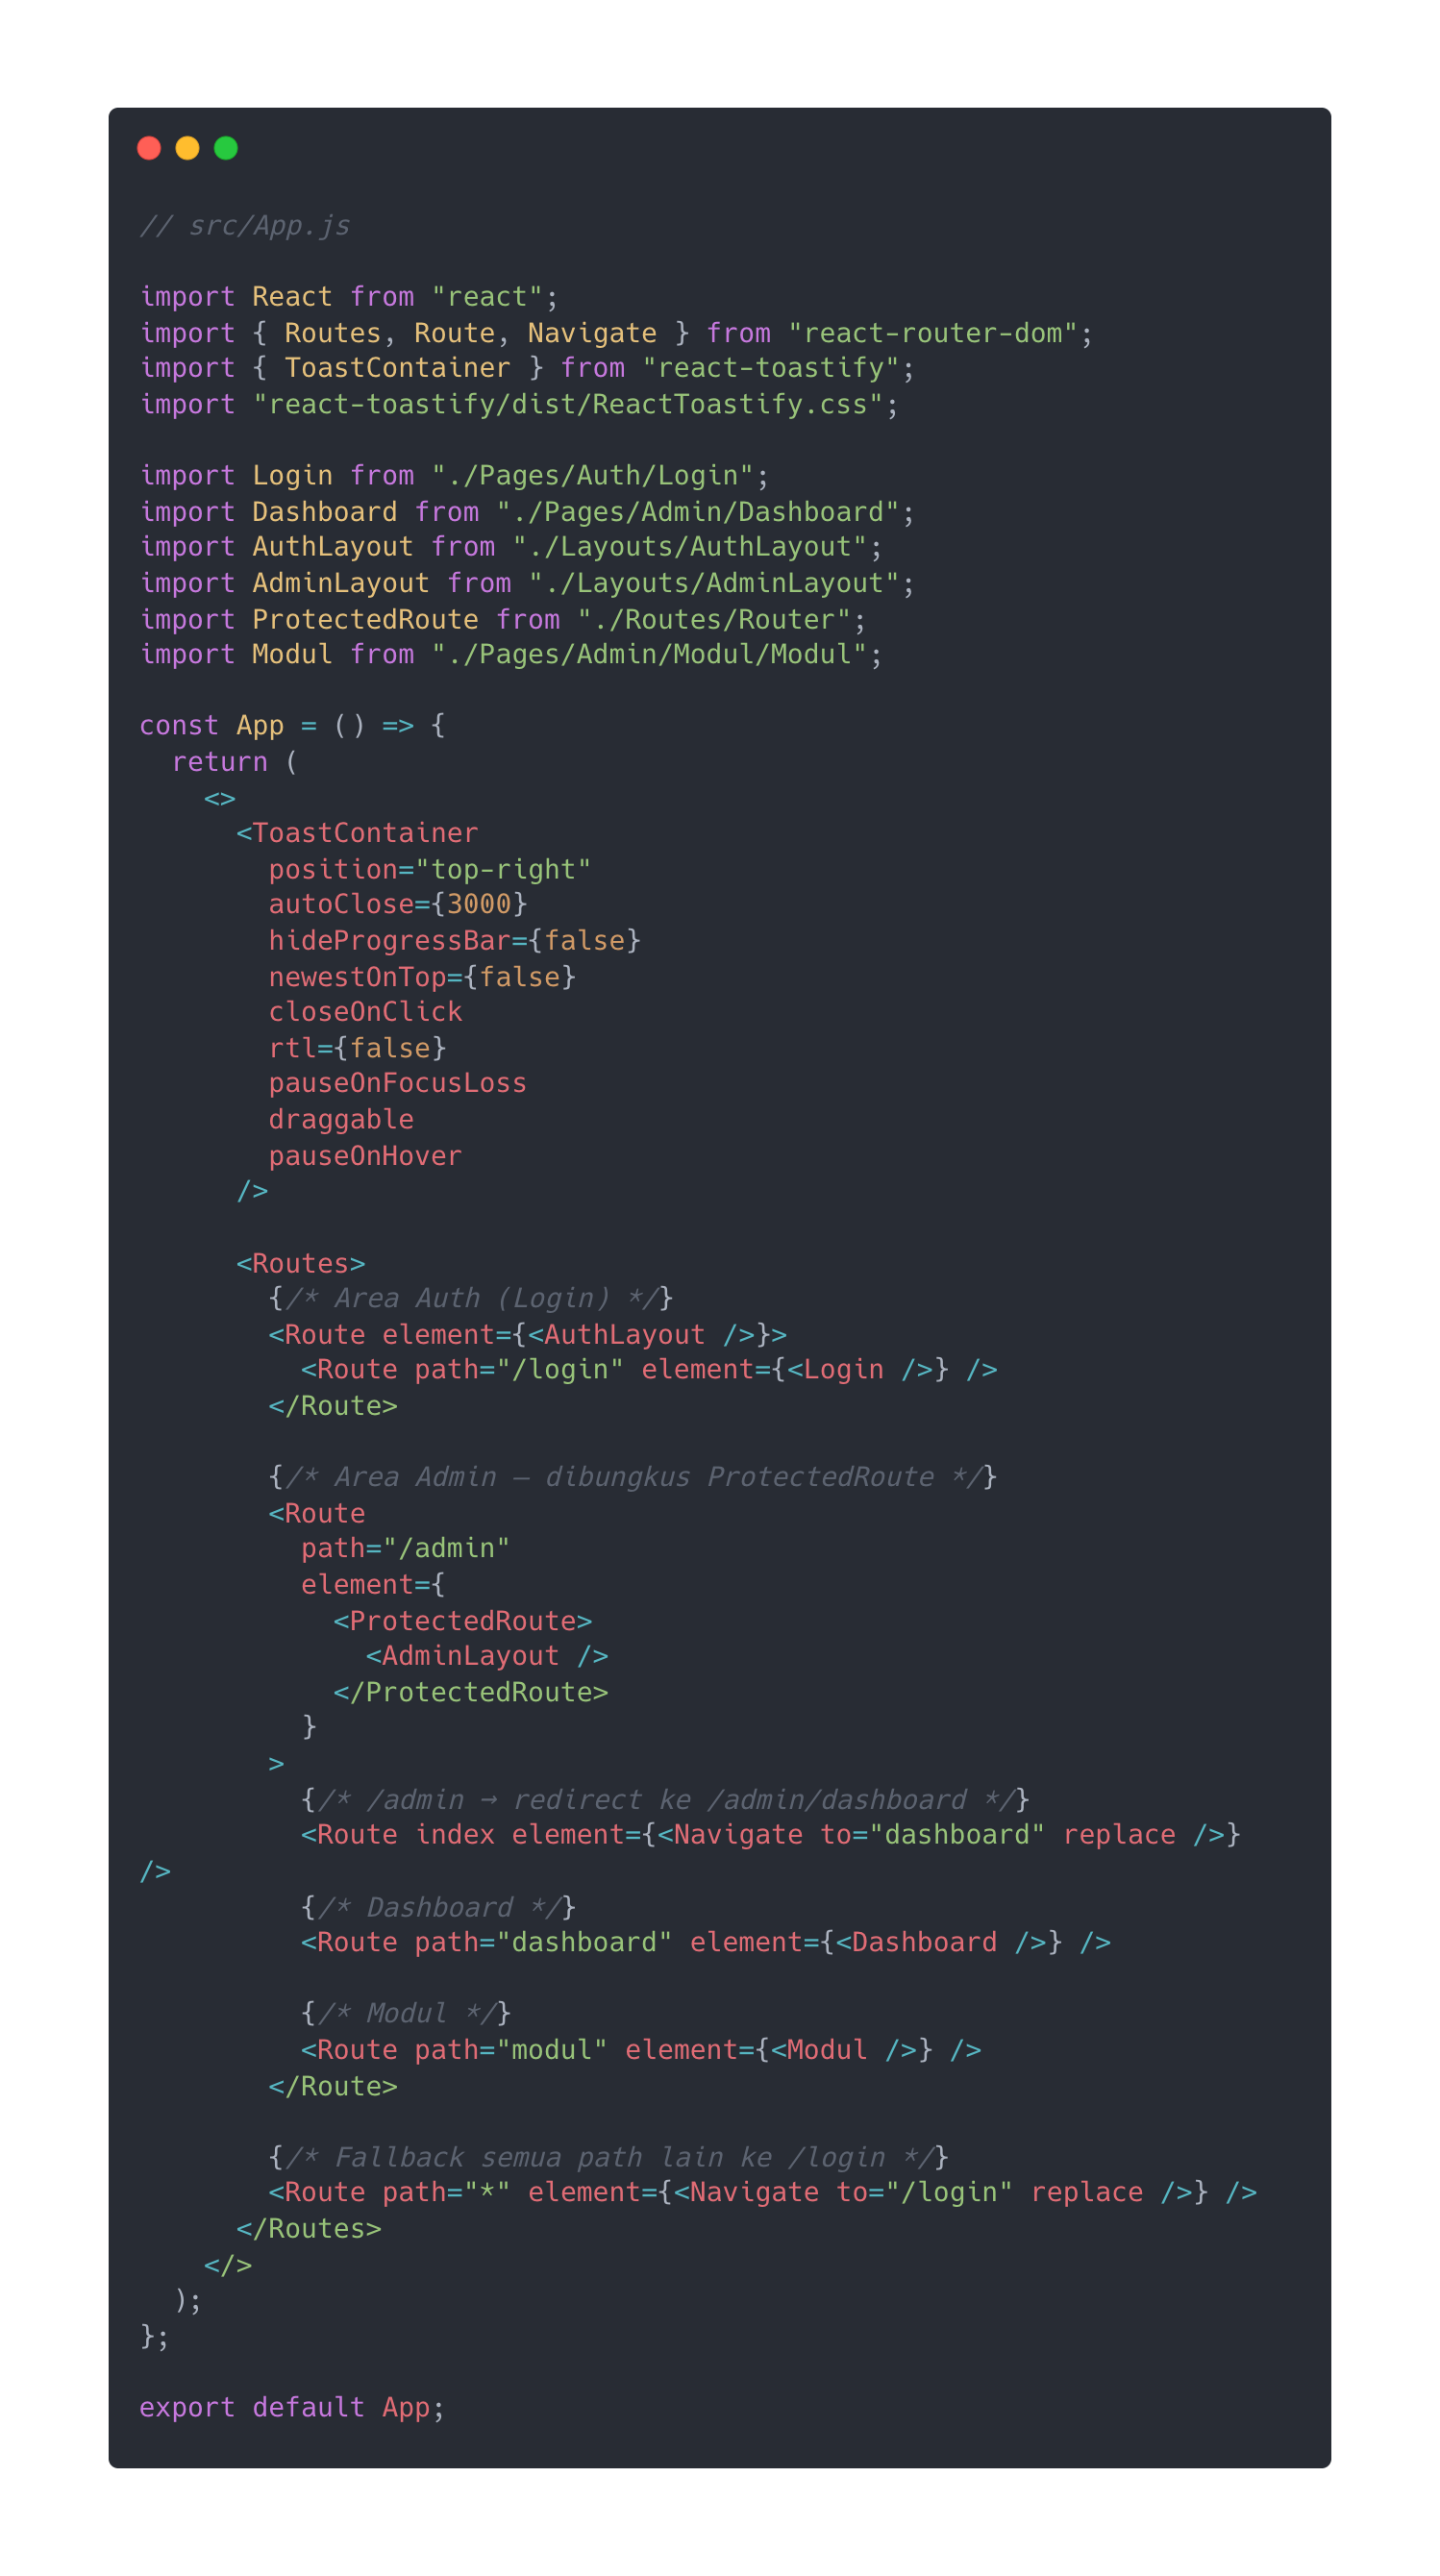 // src/App.js

import React from "react";
import { Routes, Route, Navigate } from "react-router-dom";
import { ToastContainer } from "react-toastify";
import "react-toastify/dist/ReactToastify.css";

import Login from "./Pages/Auth/Login";
import Dashboard from "./Pages/Admin/Dashboard";
import AuthLayout from "./Layouts/AuthLayout";
import AdminLayout from "./Layouts/AdminLayout";
import ProtectedRoute from "./Routes/Router";
import Modul from "./Pages/Admin/Modul/Modul";

const App = () => {
  return (
    <>
      <ToastContainer
        position="top-right"
        autoClose={3000}
        hideProgressBar={false}
        newestOnTop={false}
        closeOnClick
        rtl={false}
        pauseOnFocusLoss
        draggable
        pauseOnHover
      />

      <Routes>
        {/* Area Auth (Login) */}
        <Route element={<AuthLayout />}>
          <Route path="/login" element={<Login />} />
        </Route>

        {/* Area Admin — dibungkus ProtectedRoute */}
        <Route
          path="/admin"
          element={
            <ProtectedRoute>
              <AdminLayout />
            </ProtectedRoute>
          }
        >
          {/* /admin → redirect ke /admin/dashboard */}
          <Route index element={<Navigate to="dashboard" replace />}
/>
          {/* Dashboard */}
          <Route path="dashboard" element={<Dashboard />} />

          {/* Modul */}
          <Route path="modul" element={<Modul />} />
        </Route>

        {/* Fallback semua path lain ke /login */}
        <Route path="*" element={<Navigate to="/login" replace />} />
      </Routes>
    </>
  );
};

export default App;